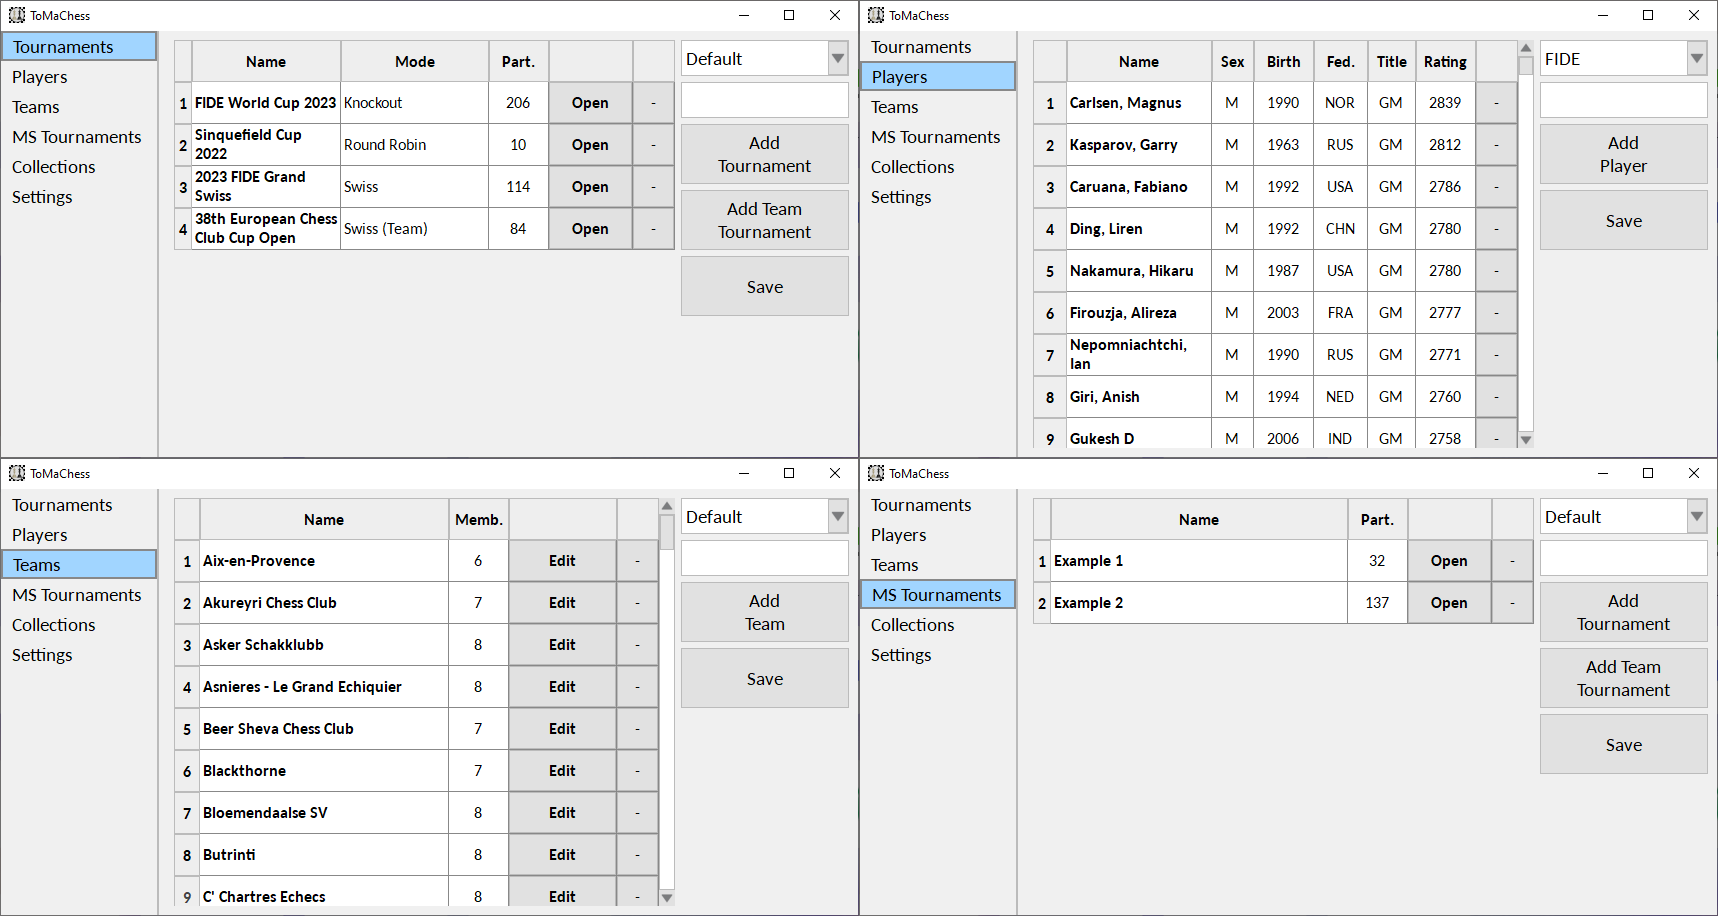 ToMaChess
Tournaments
Players
Teams
MS Tournaments
Collections
Settings
Name Mode Part.
1 FIDE World Cup 2023 Knockout 206 Open -
2 Sinquefield Cup
2022 Round Robin 10 Open -
3 2023 FIDE Grand
Swiss Swiss 114 Open -
4 38th European Chess
Club Cup Open Swiss (Team) 84 Open -
Default
Add
Tournament
Add Team
Tournament
Save
ToMaChess
Tournaments
Players
Teams
MS Tournaments
Collections
Settings
Name Sex Birth Fed. Title Rating
1 Carlsen, Magnus M 1990 NOR GM 2839 -
2 Kasparov, Garry M 1963 RUS GM 2812 -
3 Caruana, Fabiano M 1992 USA GM 2786 -
4 Ding, Liren M 1992 CHN GM 2780 -
5 Nakamura, Hikaru M 1987 USA GM 2780 -
6 Firouzja, Alireza M 2003 FRA GM 2777 -
7 Nepomniachtchi,
Ian M 1990 RUS GM 2771 -
8 Giri, Anish M 1994 NED GM 2760 -
9 Gukesh D M 2006 IND GM 2758 -
FIDE
Add
Player
Save
ToMaChess
Tournaments
Players
Teams
MS Tournaments
Collections
Settings
Name Memb.
1 Aix-en-Provence 6 Edit -
2 Akureyri Chess Club 7 Edit -
3 Asker Schakklubb 8 Edit -
4 Asnieres - Le Grand Echiquier 8 Edit -
5 Beer Sheva Chess Club 7 Edit -
6 Blackthorne 7 Edit -
7 Bloemendaalse SV 8 Edit -
8 Butrinti 8 Edit -
9 C' Chartres Echecs 8 Edit -
Default
Add
Team
Save
ToMaChess
Tournaments
Players
Teams
MS Tournaments
Collections
Settings
Name Part.
1 Example 1 32 Open -
2 Example 2 137 Open -
Default
Add
Tournament
Add Team
Tournament
Save